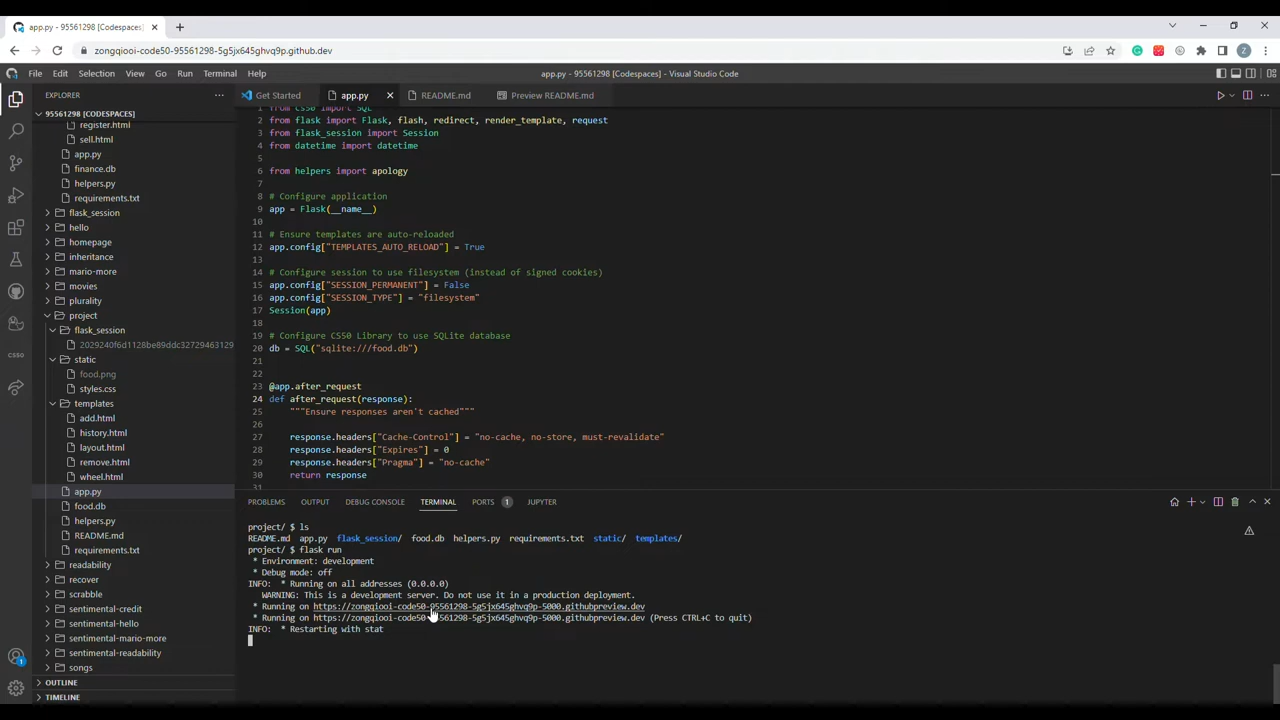 app.py - 95561298 [Codespaces]
zongqiooi-code50-95561298-5g5jx645ghvq9p.github.dev
File Edit Selection View Go Run Terminal Help
app.py - 95561298 [Codespaces] - Visual Studio Code
EXPLORER
95561298 [CODESPACES]
register.html
sell.html
app.py
finance.db
helpers.py
requirements.txt
flask_session
hello
homepage
inheritance
mario-more
movies
plurality
project
flask_session
2029240f6d1128be89ddc32729463129
static
food.png
styles.css
templates
add.html
history.html
layout.html
remove.html
wheel.html
app.py
food.db
helpers.py
README.md
requirements.txt
readability
recover
scrabble
sentimental-credit
sentimental-hello
sentimental-mario-more
sentimental-readability
songs
OUTLINE
TIMELINE
CS50
1
Z
Get Started
app.py
README.md
Preview README.md
1 from cs50 import SQL
2 from flask import Flask, flash, redirect, render_template, request
3 from flask_session import Session
4 from datetime import datetime
5
6 from helpers import apology
7
8 # Configure application
9 app = Flask(__name__)
10
11 # Ensure templates are auto-reloaded
12 app.config["TEMPLATES_AUTO_RELOAD"] = True
13
14 # Configure session to use filesystem (instead of signed cookies)
15 app.config["SESSION_PERMANENT"] = False
16 app.config["SESSION_TYPE"] = "filesystem"
17 Session(app)
18
19 # Configure CS50 Library to use SQLite database
20 db = SQL("sqlite:///food.db")
21
22
23 @app.after_request
24 def after_request(response):
25 """Ensure responses aren't cached"""
26
27 response.headers["Cache-Control"] = "no-cache, no-store, must-revalidate"
28 response.headers["Expires"] = 0
29 response.headers["Pragma"] = "no-cache"
30 return response
31
PROBLEMS OUTPUT DEBUG CONSOLE TERMINAL PORTS 1 JUPYTER
project/ $ ls
README.md app.py flask_session/ food.db helpers.py requirements.txt static/ templates/
project/ $ flask run
* Environment: development
* Debug mode: off
INFO: * Running on all addresses (0.0.0.0)
WARNING: This is a development server. Do not use it in a production deployment.
* Running on https://zongqiooi-code50-95561298-5g5jx645ghvq9p-5000.githubpreview.dev
* Running on https://zongqiooi-code50-95561298-5g5jx645ghvq9p-5000.githubpreview.dev (Press CTRL+C to quit)
INFO: * Restarting with stat